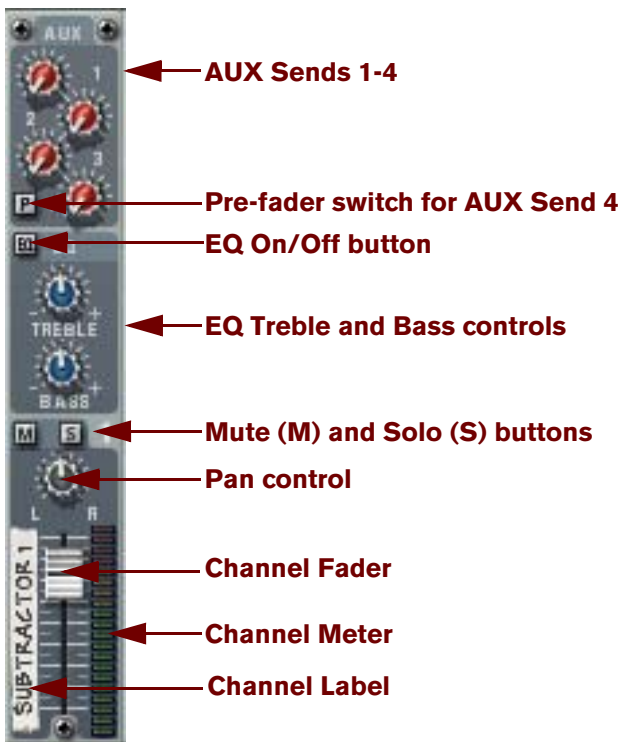 AUX
AUX Sends 1-4
1
2
3
P
Pre-fader switch for AUX Send 4
EQ
EQ On/Off button
TREBLE
EQ Treble and Bass controls
BASS
M S
Mute (M) and Solo (S) buttons
Pan control
L R
Channel Fader
SUBTRACTOR 1
Channel Meter
Channel Label